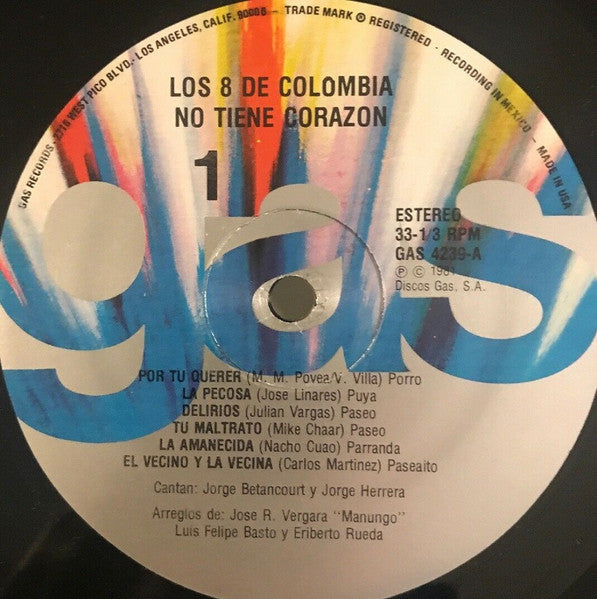 GAS RECORDS - 2716 WEST PICO BLVD. - LOS ANGELES, CALIF. 90006 - TRADE MARK ® REGISTERED - RECORDING IN MEXICO - MADE IN USA
LOS 8 DE COLOMBIA
NO TIENE CORAZON
1
gas
ESTEREO
33-1/3 RPM
GAS 4239-A
℗ © 1981
Discos Gas, S.A.
POR TU QUERER (M. M. Povea/V. Villa) Porro
LA PECOSA (Jose Linares) Puya
DELIRIOS (Julian Vargas) Paseo
TU MALTRATO (Mike Chaar) Paseo
LA AMANECIDA (Nacho Cuao) Parranda
EL VECINO Y LA VECINA (Carlos Martinez) Paseaito
Cantan: Jorge Betancourt y Jorge Herrera
Arreglos de: Jose R. Vergara "Manungo"
Luis Felipe Basto y Eriberto Rueda